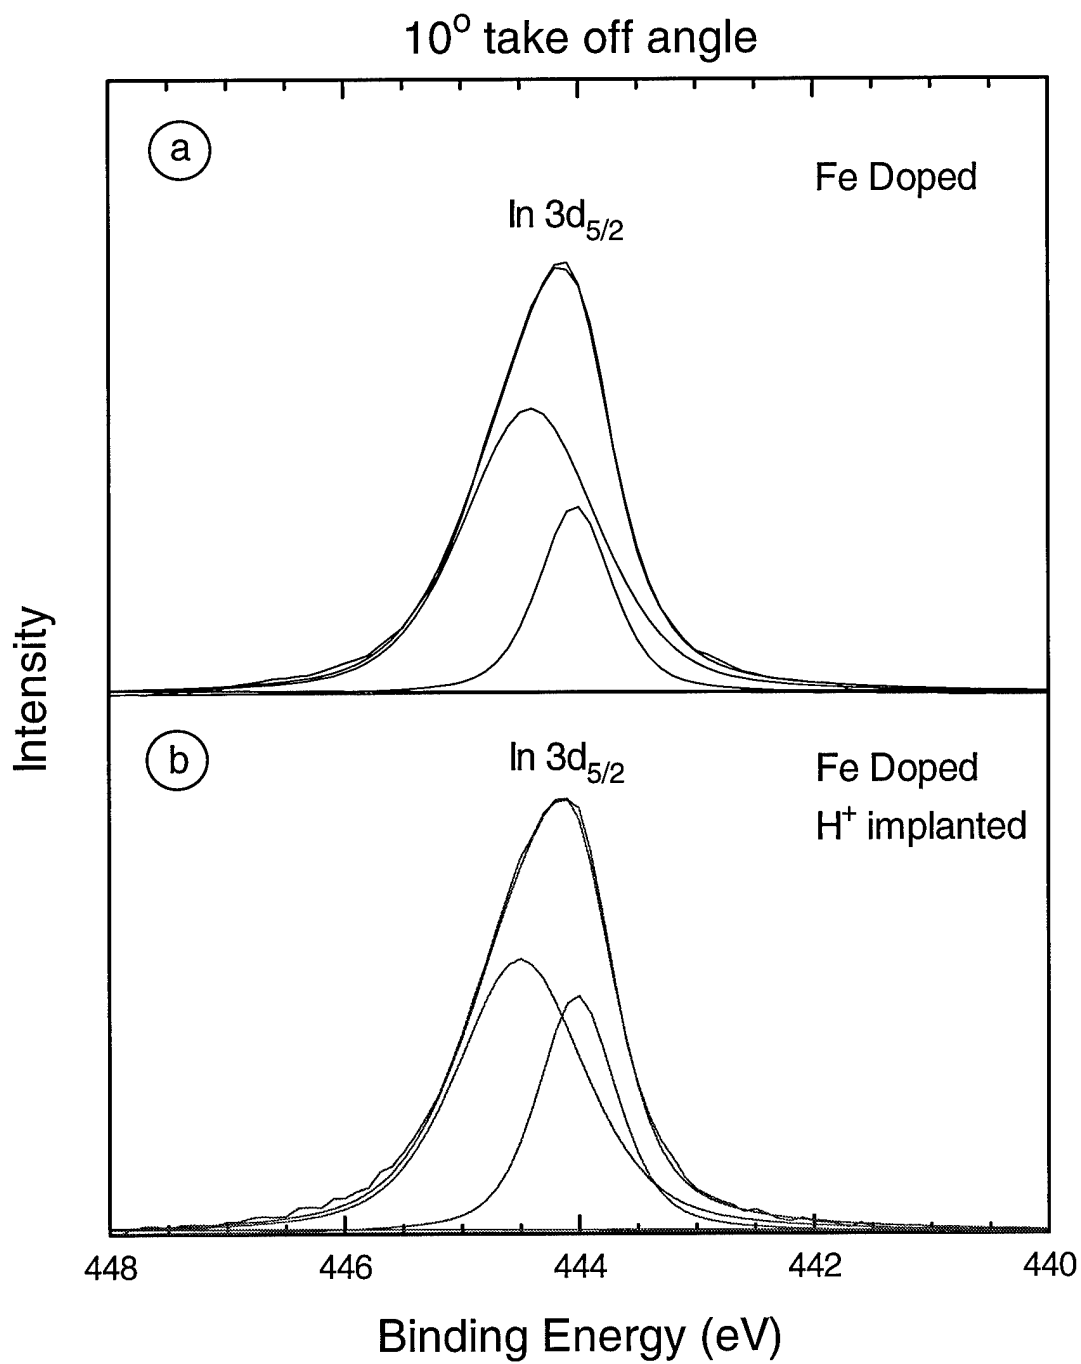 10° take off angle
a
Fe Doped
In 3d5/2
Intensity
b
In 3d5/2
Fe Doped
H+ implanted
448 446 444 442 440
Binding Energy (eV)